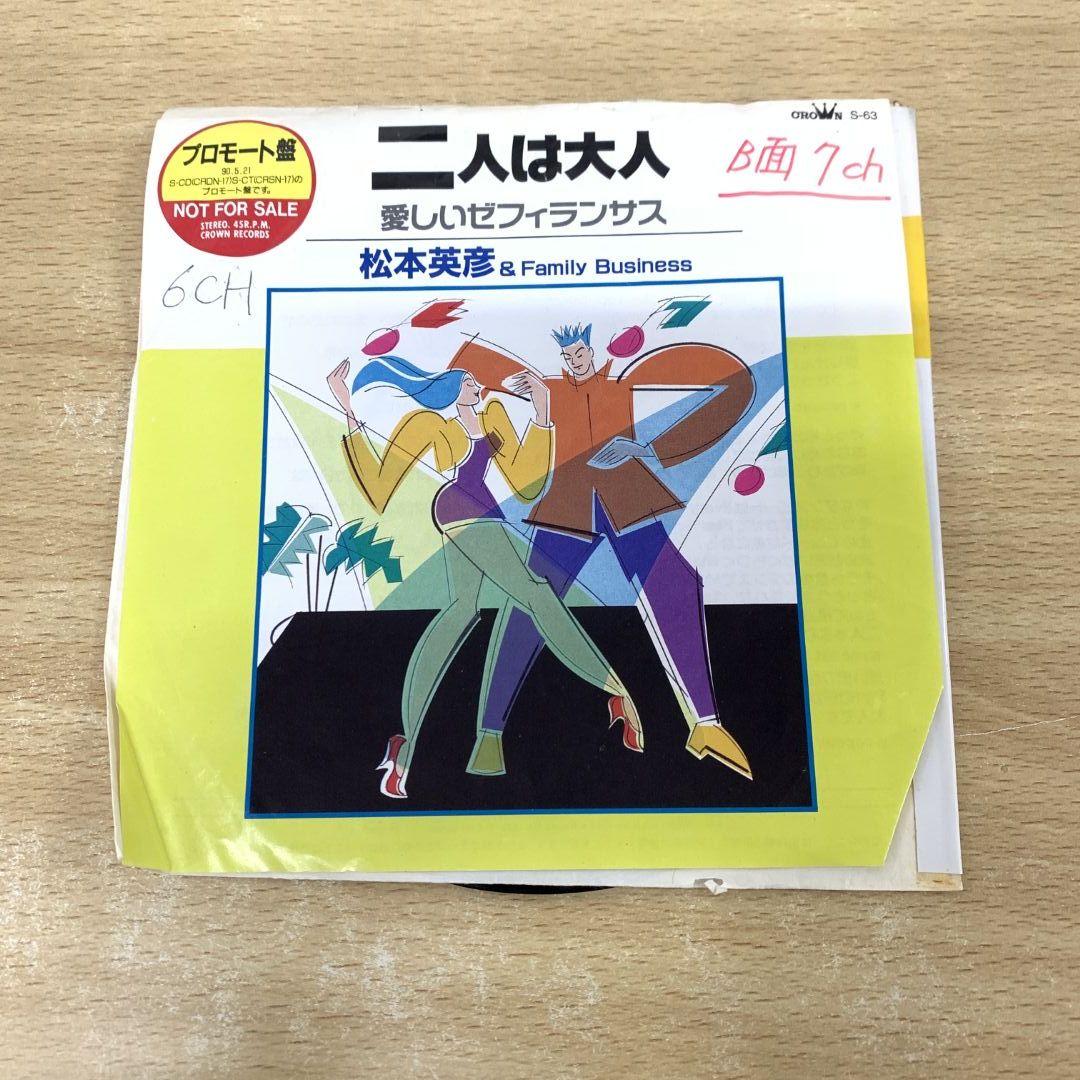 プロモート盤
90.5.21
S-CD(CRDN-17)S-CT(CRSN-17)の
プロモート盤です。
NOT FOR SALE
STEREO. 45R.P.M.
CROWN RECORDS
6CH
二人は大人
愛しいゼフィランサス
松本英彦 & Family Business
CROWN S-63
B面 7ch